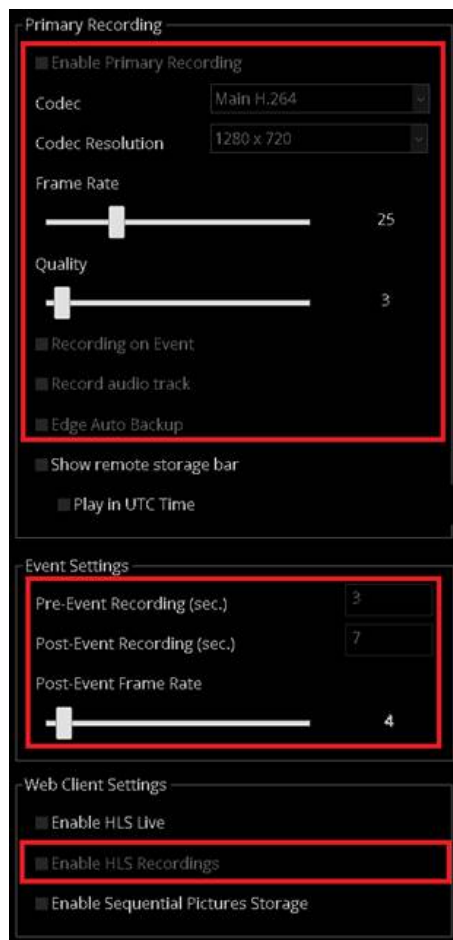 Primary Recording
Enable Primary Recording
Codec Main H.264
Codec Resolution 1280 x 720
Frame Rate
25
Quality
3
Recording on Event
Record audio track
Edge Auto Backup
Show remote storage bar
Play in UTC Time
Event Settings
Pre-Event Recording (sec.) 3
Post-Event Recording (sec.) 7
Post-Event Frame Rate
4
Web Client Settings
Enable HLS Live
Enable HLS Recordings
Enable Sequential Pictures Storage